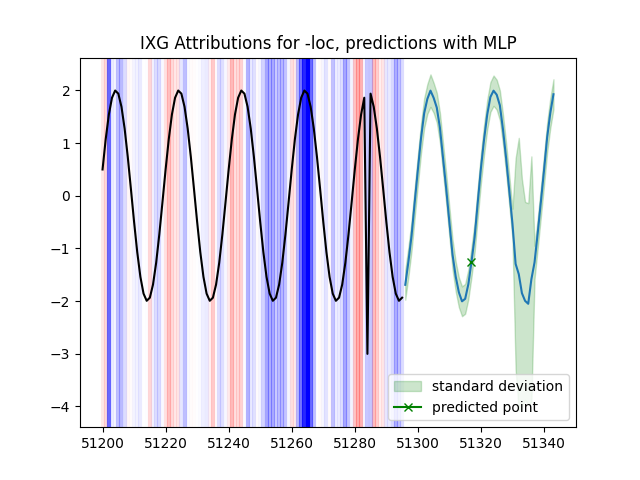 IXG Attributions for -loc, predictions with MLP
2
1
0
−1
−2
−3
−4
standard deviation
predicted point
51200 51220 51240 51260 51280 51300 51320 51340